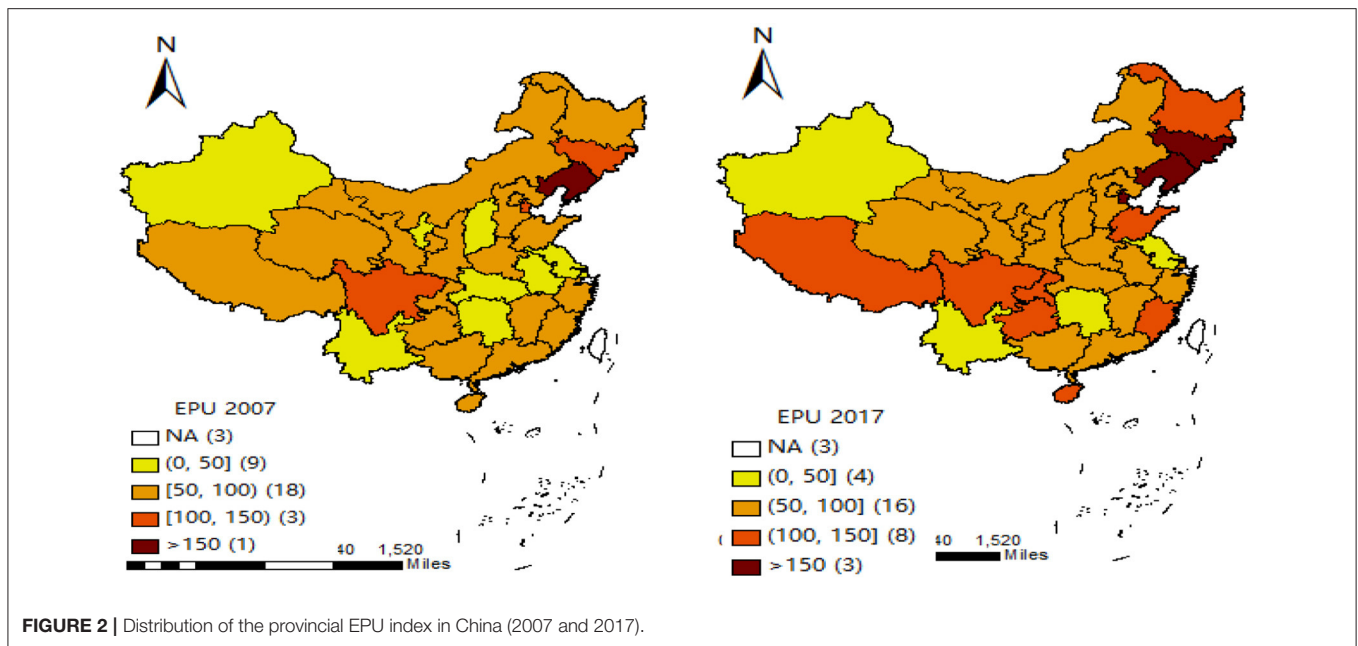 N
EPU 2007
NA (3)
(0, 50] (9)
[50, 100) (18)
[100, 150) (3)
>150 (1)
40 1,520
Miles
N
EPU 2017
NA (3)
(0, 50] (4)
(50, 100] (16)
(100, 150] (8)
>150 (3)
( 40 1,520
Miles
FIGURE 2 | Distribution of the provincial EPU index in China (2007 and 2017).